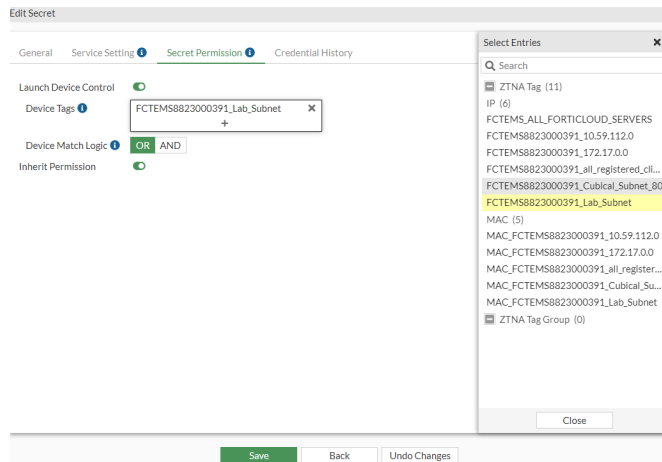 Edit Secret
General Service Setting Secret Permission Credential History
Launch Device Control
Device Tags FCTEMS8823000391_Lab_Subnet
+
Device Match Logic OR AND
Inherit Permission
Save Back Undo Changes
Select Entries
Search
ZTNA Tag (11)
IP (6)
FCTEMS_ALL_FORTICLOUD_SERVERS
FCTEMS8823000391_10.59.112.0
FCTEMS8823000391_172.17.0.0
FCTEMS8823000391_all_registered_cli...
FCTEMS8823000391_Cubical_Subnet_80
FCTEMS8823000391_Lab_Subnet
MAC (5)
MAC_FCTEMS8823000391_10.59.112.0
MAC_FCTEMS8823000391_172.17.0.0
MAC_FCTEMS8823000391_all_register...
MAC_FCTEMS8823000391_Cubical_Su...
MAC_FCTEMS8823000391_Lab_Subnet
ZTNA Tag Group (0)
Close